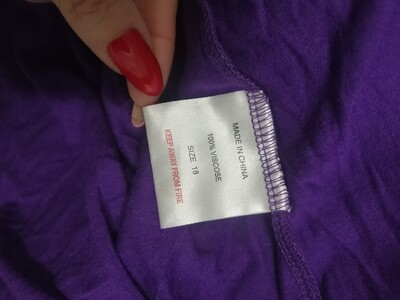 MADE IN CHINA
100% VISCOSE
SIZE 18
KEEP AWAY FROM FIRE